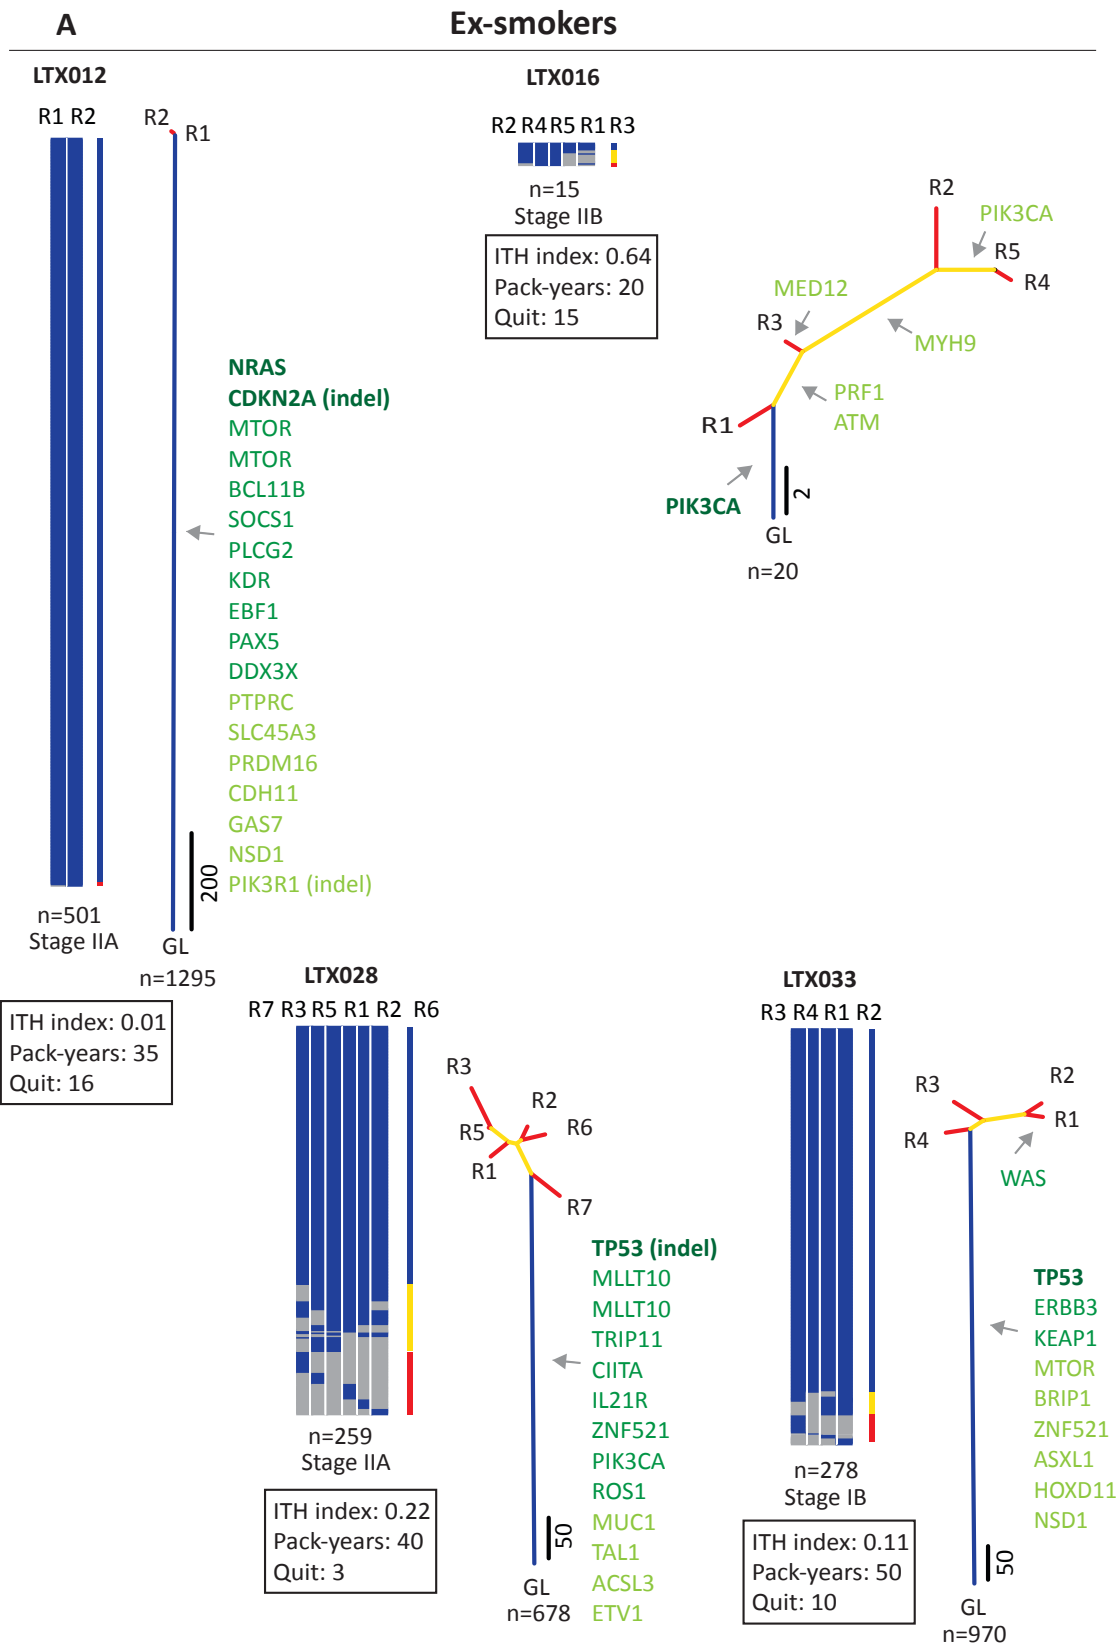 A
Ex-smokers
LTX012
R1 R2
R2
R1
NRAS
CDKN2A (indel)
MTOR
MTOR
BCL11B
SOCS1
PLCG2
KDR
EBF1
PAX5
DDX3X
PTPRC
SLC45A3
PRDM16
CDH11
GAS7
NSD1
PIK3R1 (indel)
200
n=501
Stage IIA
GL
n=1295
ITH index: 0.01
Pack-years: 35
Quit: 16
LTX016
R2 R4 R5 R1 R3
n=15
Stage IIB
ITH index: 0.64
Pack-years: 20
Quit: 15
R2
PIK3CA
R5
R4
MED12
R3
MYH9
PRF1
ATM
R1
PIK3CA
2
GL
n=20
LTX028
R7 R3 R5 R1 R2 R6
R3
R2
R5
R6
R1
R7
TP53 (indel)
MLLT10
MLLT10
TRIP11
CIITA
IL21R
ZNF521
PIK3CA
ROS1
MUC1
TAL1
ACSL3
ETV1
n=259
Stage IIA
50
GL
n=678
ITH index: 0.22
Pack-years: 40
Quit: 3
LTX033
R3 R4 R1 R2
R3
R2
R1
R4
WAS
TP53
ERBB3
KEAP1
MTOR
BRIP1
ZNF521
ASXL1
HOXD11
NSD1
n=278
Stage IB
50
GL
n=970
ITH index: 0.11
Pack-years: 50
Quit: 10